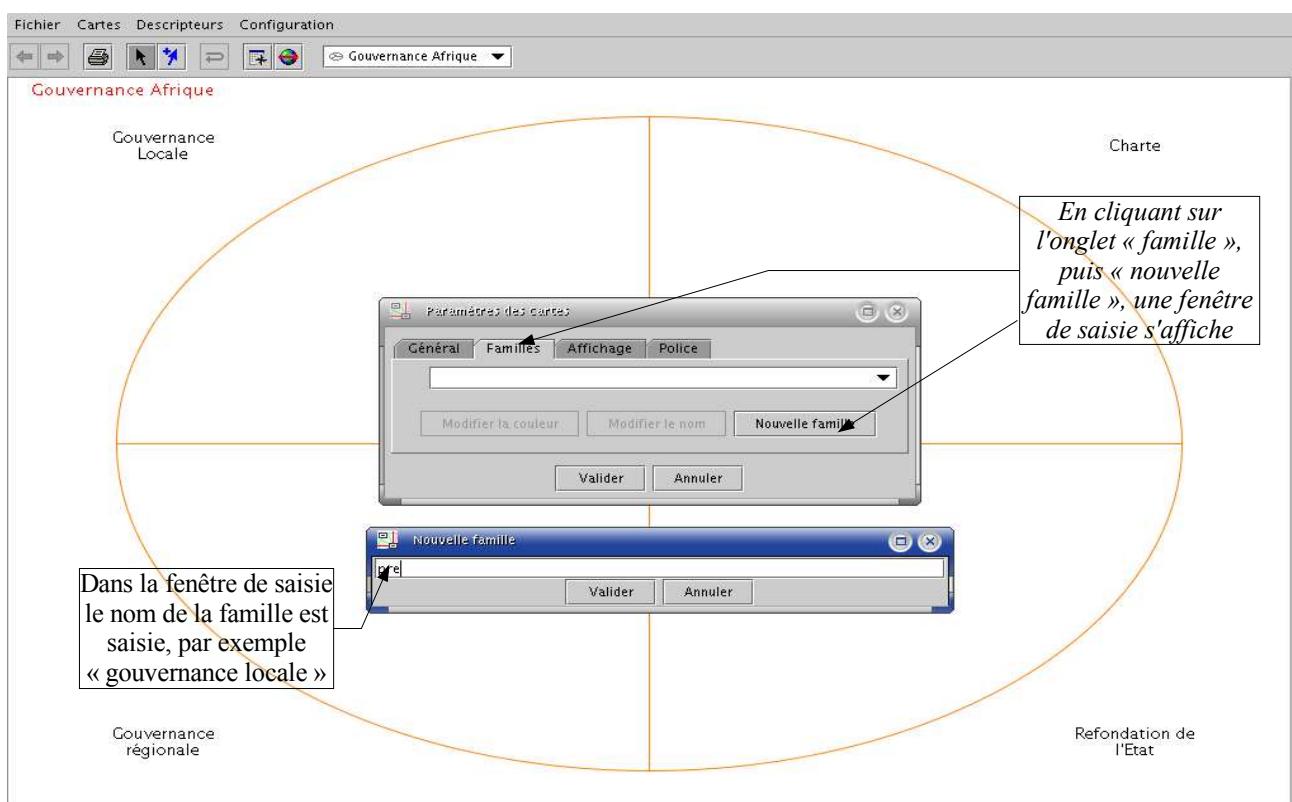 Fichier Cartes Descripteurs Configuration
Gouvernance Afrique
Gouvernance Afrique
Gouvernance
Locale
Charte
En cliquant sur
l'onglet « famille »,
puis « nouvelle
famille », une fenêtre
de saisie s'affiche
Paramètres des cartes
Général Familles Affichage Police
Modifier la couleur Modifier le nom Nouvelle famille
Valider Annuler
Nouvelle famille
pre
Valider Annuler
Dans la fenêtre de saisie
le nom de la famille est
saisie, par exemple
« gouvernance locale »
Gouvernance
régionale
Refondation de
l'Etat